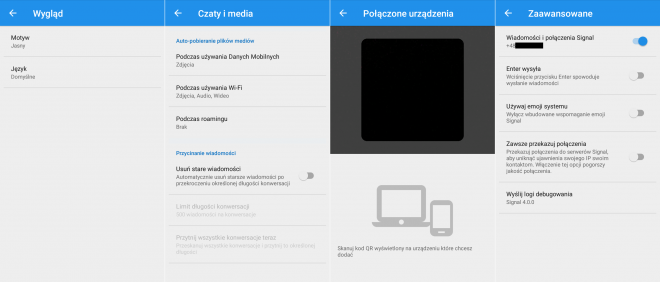 Wygląd
Motyw
Jasny
Język
Domyślne
Czaty i media
Auto-pobieranie plików mediów
Podczas używania Danych Mobilnych
Zdjęcia
Podczas używania Wi-Fi
Zdjęcia, Audio, Wideo
Podczas roamingu
Brak
Przycinanie wiadomości
Usuń stare wiadomości
Automatycznie usuń starsze wiadomości po
przekroczeniu określonej długości konwersacji
Limit długości konwersacji
500 wiadomości na konwersację
Przytnij wszystkie konwersacje teraz
Przeskanuj wszystkie konwersacje i przytnij je do określonej
długości
Połączone urządzenia
Skanuj kod QR wyświetlony na urządzeniu które chcesz
dodać
Zaawansowane
Wiadomości i połączenia Signal
+48
Enter wysyła
Wciśnięcie przycisku Enter spowoduje
wysłanie wiadomości
Używaj emoji systemu
Wyłącz wbudowane wspomaganie emoji
Signal
Zawsze przekazuj połączenia
Przekazuj połączenia do serwerów Signal,
aby uniknąć ujawnienia swojego IP swoim
kontaktom. Włączenie tej opcji pogorszy
jakość połączenia.
Wyślij logi debugowania
Signal 4.0.0